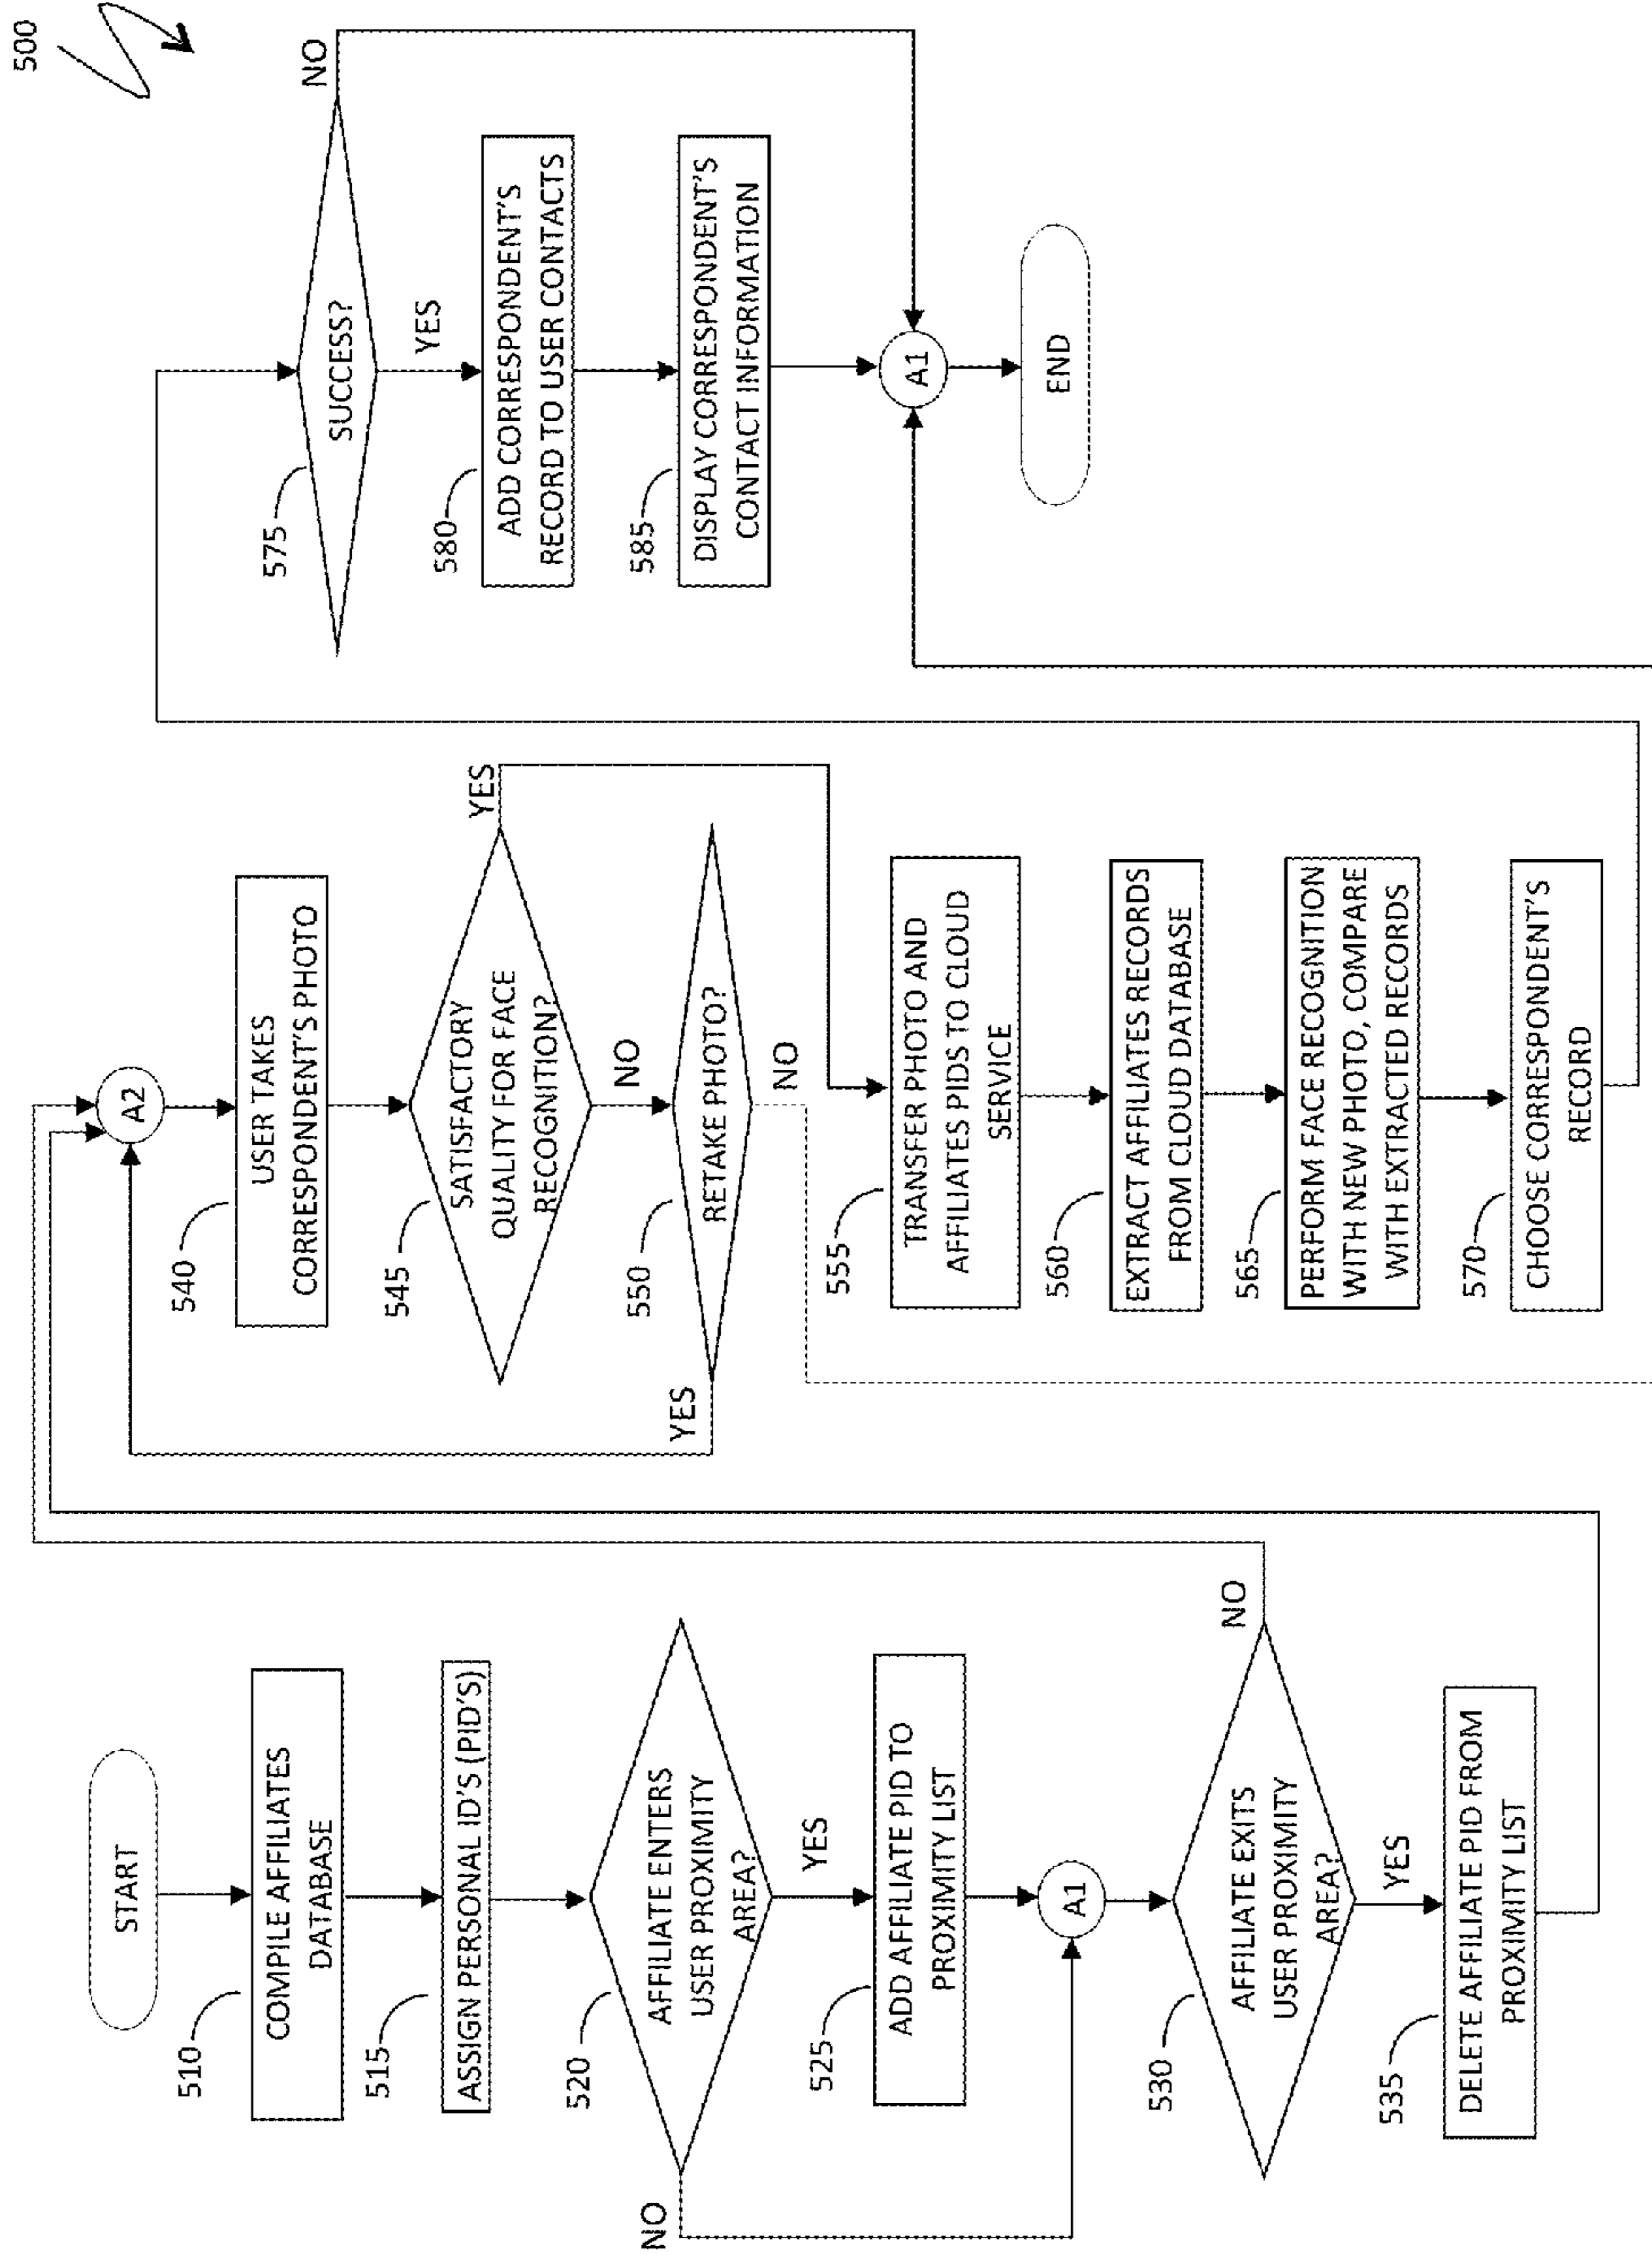 500
START
510
COMPILE AFFILIATES
DATABASE
515
ASSIGN PERSONAL ID'S (PID'S)
520
AFFILIATE ENTERS
USER PROXIMITY
AREA?
NO
YES
525
ADD AFFILIATE PID TO
PROXIMITY LIST
A1
530
AFFILIATE EXITS
USER PROXIMITY
AREA?
NO
YES
535
DELETE AFFILIATE PID FROM
PROXIMITY LIST
A2
540
USER TAKES
CORRESPONDENT'S PHOTO
545
SATISFACTORY
QUALITY FOR FACE
RECOGNITION?
YES
NO
550
RETAKE PHOTO?
YES
NO
555
TRANSFER PHOTO AND
AFFILIATES PIDS TO CLOUD
SERVICE
560
EXTRACT AFFILIATES RECORDS
FROM CLOUD DATABASE
565
PERFORM FACE RECOGNITION
WITH NEW PHOTO, COMPARE
WITH EXTRACTED RECORDS
570
CHOOSE CORRESPONDENT'S
RECORD
575
SUCCESS?
NO
YES
580
ADD CORRESPONDENT'S
RECORD TO USER CONTACTS
585
DISPLAY CORRESPONDENT'S
CONTACT INFORMATION
A1
END